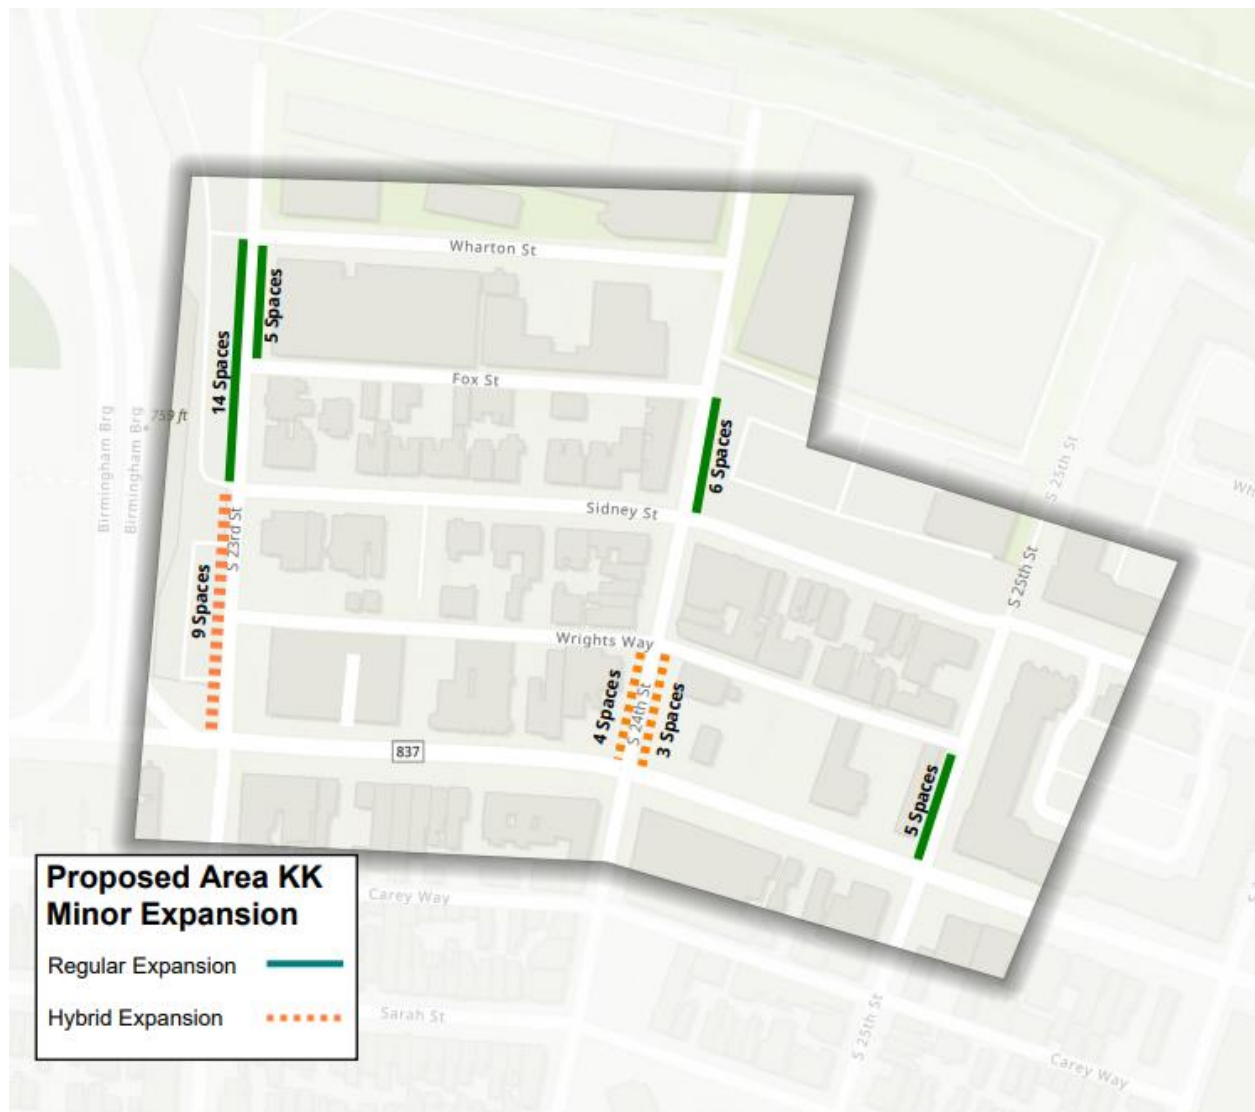 Wharton St
5 Spaces
14 Spaces
Fox St
759 ft
Birmingham Brg
Birmingham Brg
6 Spaces
S 25th St
Sidney St
S 23rd St
9 Spaces
S 25th St
Wrights Way
4 Spaces
S 24th St
3 Spaces
837
5 Spaces
Proposed Area KK
Minor Expansion
Regular Expansion
Hybrid Expansion
Carey Way
Sarah St
S 25th St
Carey Way